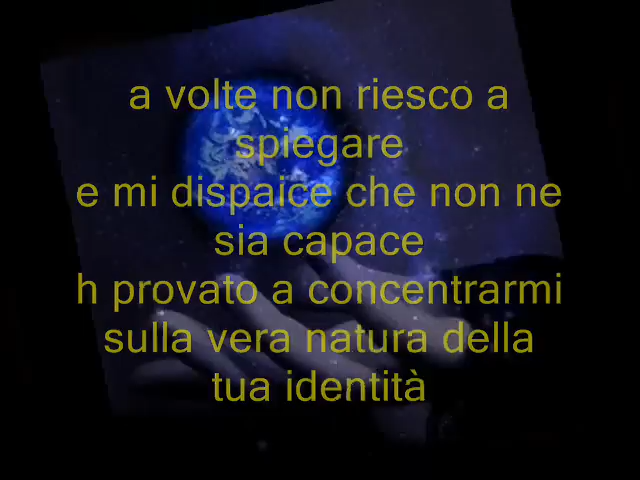 a volte non riesco a
spiegare
e mi dispaice che non ne
sia capace
h provato a concentrarmi
sulla vera natura della
tua identità